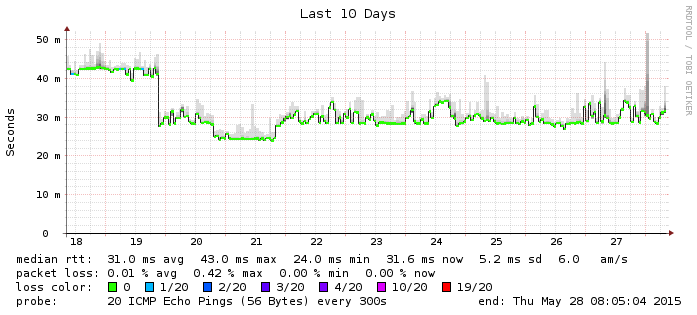 Last 10 Days
RRDTOOL / TOBI OETIKER
Seconds
50 m
40 m
30 m
20 m
10 m
0
18 19 20 21 22 23 24 25 26 27
median rtt: 31.0 ms avg 43.0 ms max 24.0 ms min 31.6 ms now 5.2 ms sd 6.0 am/s
packet loss: 0.01 % avg 0.42 % max 0.00 % min 0.00 % now
loss color: 0 1/20 2/20 3/20 4/20 10/20 19/20
probe: 20 ICMP Echo Pings (56 Bytes) every 300s end: Thu May 28 08:05:04 2015